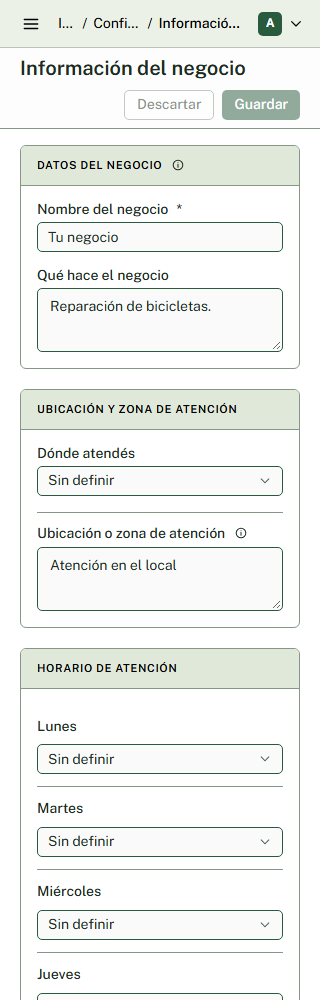 I... / Confi... / Informació... A
Información del negocio
Descartar Guardar
DATOS DEL NEGOCIO
Nombre del negocio *
Tu negocio
Qué hace el negocio
Reparación de bicicletas.
UBICACIÓN Y ZONA DE ATENCIÓN
Dónde atendés
Sin definir
Ubicación o zona de atención
Atención en el local
HORARIO DE ATENCIÓN
Lunes
Sin definir
Martes
Sin definir
Miércoles
Sin definir
Jueves